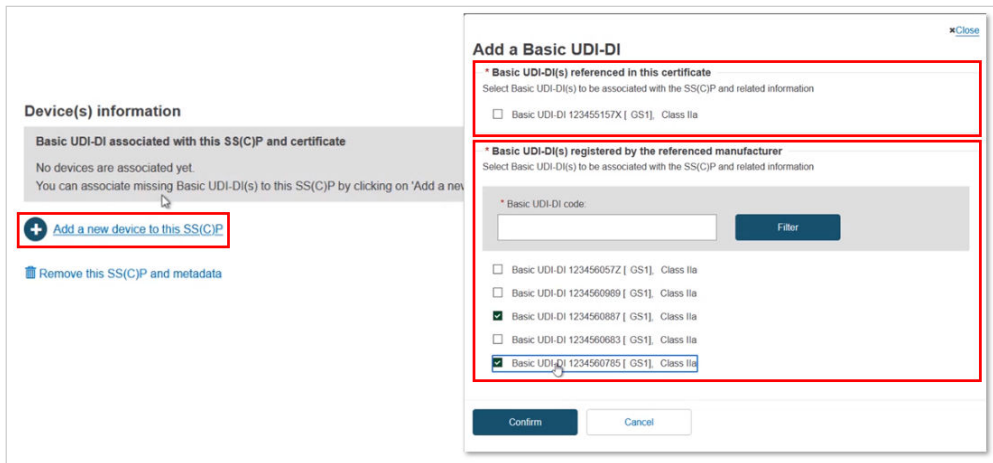 Device(s) information
Basic UDI-DI associated with this SS(C)P and certificate
No devices are associated yet.
You can associate missing Basic UDI-DI(s) to this SS(C)P by clicking on 'Add a new
Add a new device to this SS(C)P
Remove this SS(C)P and metadata
×Close
Add a Basic UDI-DI
* Basic UDI-DI(s) referenced in this certificate
Select Basic UDI-DI(s) to be associated with the SS(C)P and related information
Basic UDI-DI 123455157X [ GS1], Class IIa
* Basic UDI-DI(s) registered by the referenced manufacturer
Select Basic UDI-DI(s) to be associated with the SS(C)P and related information
* Basic UDI-DI code:
Filter
Basic UDI-DI 123456057Z [ GS1], Class IIa
Basic UDI-DI 1234560989 [ GS1], Class IIa
Basic UDI-DI 1234560887 [ GS1], Class IIa
Basic UDI-DI 1234560683 [ GS1], Class IIa
Basic UDI-DI 1234560785 [ GS1], Class IIa
Confirm
Cancel